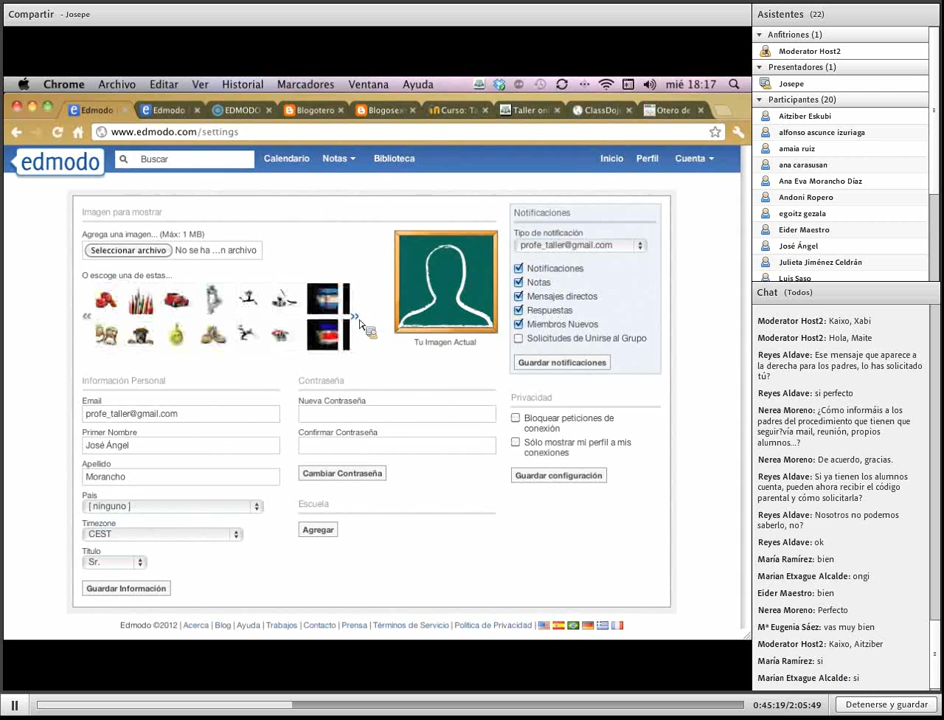 Compartir - Josepe
Chrome Archivo Editar Ver Historial Marcadores Ventana Ayuda mié 18:17
Edmodo Edmodo EDMODO Blogotero Blogosex Curso: Ta Taller on ClassDoj Otero de
www.edmodo.com/settings
edmodo Buscar Calendario Notas Biblioteca Inicio Perfil Cuenta
Imagen para mostrar
Agrega una imagen... (Máx: 1 MB)
Seleccionar archivo No se ha ...n archivo
O escoge una de estas...
« »
Tu Imagen Actual
Notificaciones
Tipo de notificación
profe_taller@gmail.com
Notificaciones
Notas
Mensajes directos
Respuestas
Miembros Nuevos
Solicitudes de Unirse al Grupo
Guardar notificaciones
Información Personal
Email
profe_taller@gmail.com
Primer Nombre
José Ángel
Apellido
Morancho
País
[ ninguno ]
Timezone
CEST
Título
Sr.
Guardar Información
Contraseña
Nueva Contraseña
Confirmar Contraseña
Cambiar Contraseña
Escuela
Agregar
Privacidad
Bloquear peticiones de
conexión
Sólo mostrar mi perfil a mis
conexiones
Guardar configuración
Edmodo ©2012 | Acerca | Blog | Ayuda | Trabajos | Contacto | Prensa | Términos de Servicio | Política de Privacidad |
Asistentes (22)
Anfitriones (1)
Moderator Host2
Presentadores (1)
Josepe
Participantes (20)
Aitziber Eskubi
alfonso ascunce izuriaga
amaia ruiz
ana carasusan
Ana Eva Morancho Díaz
Andoni Ropero
egoitz gezala
Eider Maestro
José Ángel
Julieta Jiménez Celdrán
Luis Saso
Chat (Todos)
Moderator Host2: Kaixo, Xabi
Moderator Host2: Hola, Maite
Reyes Aldave: Ese mensaje que aparece a
la derecha para los padres, lo has solicitado
tú?
Reyes Aldave: si perfecto
Nerea Moreno: ¿Cómo informáis a los
padres del procedimiento que tienen que
seguir?vía mail, reunión, propios
alumnos...?
Nerea Moreno: De acuerdo, gracias.
Reyes Aldave: Si ya tienen los alumnos
cuenta, pueden ahora recibir el código
parental y cómo solicitarla?
Reyes Aldave: Nosotros no podemos
saberlo, no?
Reyes Aldave: ok
María Ramírez: bien
Marian Etxague Alcalde: ongi
Eider Maestro: bien
Nerea Moreno: Perfecto
Mª Eugenia Sáez: vas muy bien
Moderator Host2: Kaixo, Aitziber
María Ramírez: si
Marian Etxague Alcalde: si
0:45:19/2:05:49 Detenerse y guardar